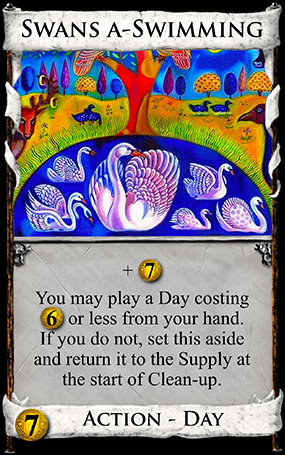 Swans a-Swimming
+ 7
You may play a Day costing
6 or less from your hand.
If you do not, set this aside
and return it to the Supply at
the start of Clean-up.
7 Action - Day